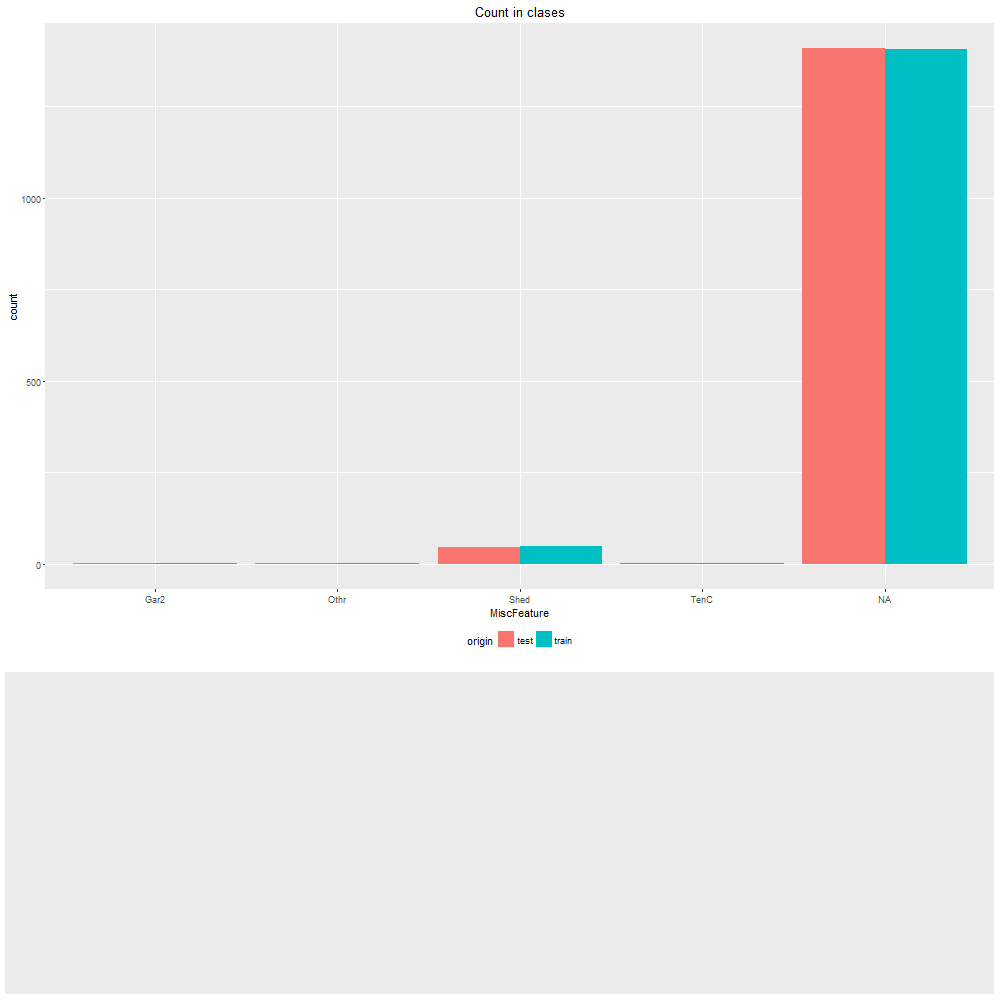 Count in clases
count
1000
500
0
Gar2 Othr Shed TenC NA
MiscFeature
origin test train